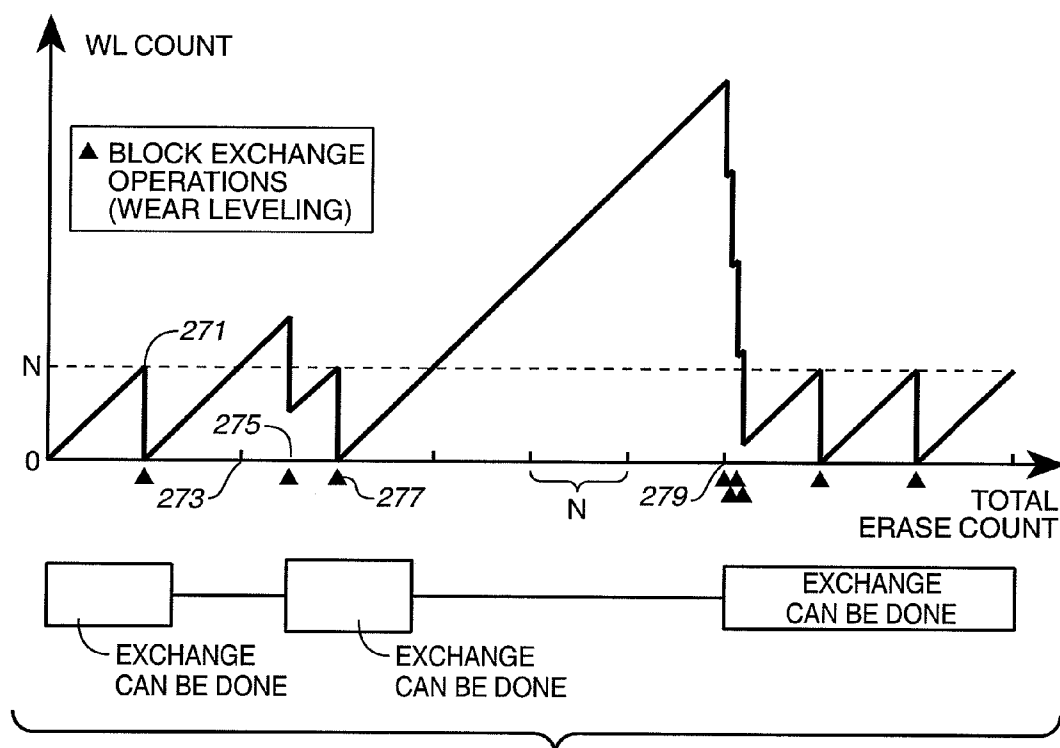 WL COUNT
▲ BLOCK EXCHANGE
OPERATIONS
(WEAR LEVELING)
271
N
275
0
273
277
N
279
TOTAL
ERASE COUNT
EXCHANGE
CAN BE DONE
EXCHANGE
CAN BE DONE
EXCHANGE
CAN BE DONE